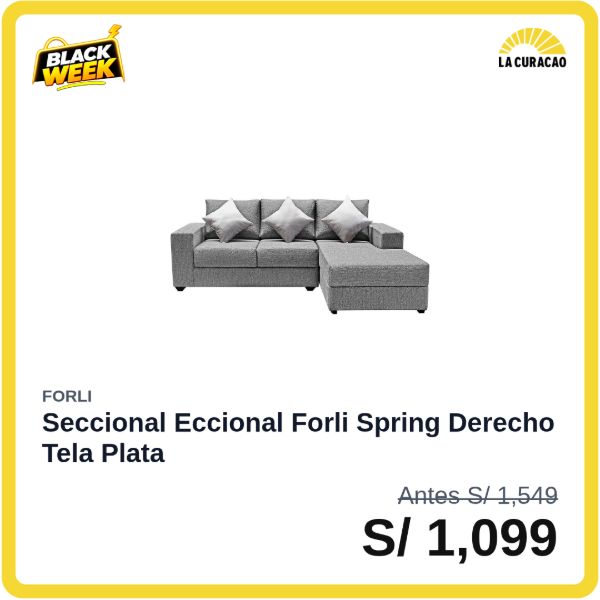 BLACK
WEEK
LA CURACAO
FORLI
Seccional Eccional Forli Spring Derecho
Tela Plata
Antes S/ 1,549
S/ 1,099